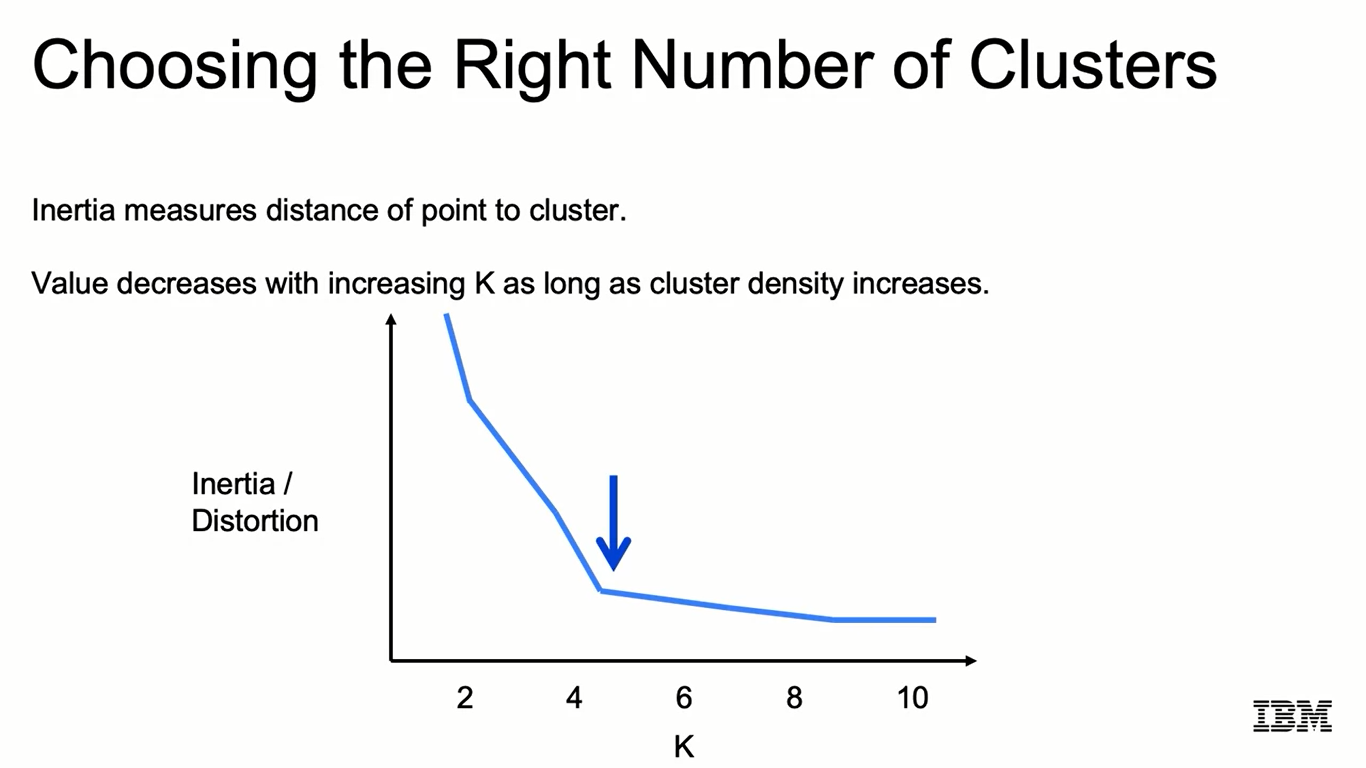 Choosing the Right Number of Clusters
Inertia measures distance of point to cluster.
Value decreases with increasing K as long as cluster density increases.
Inertia /
Distortion
2 4 6 8 10
K
IBM